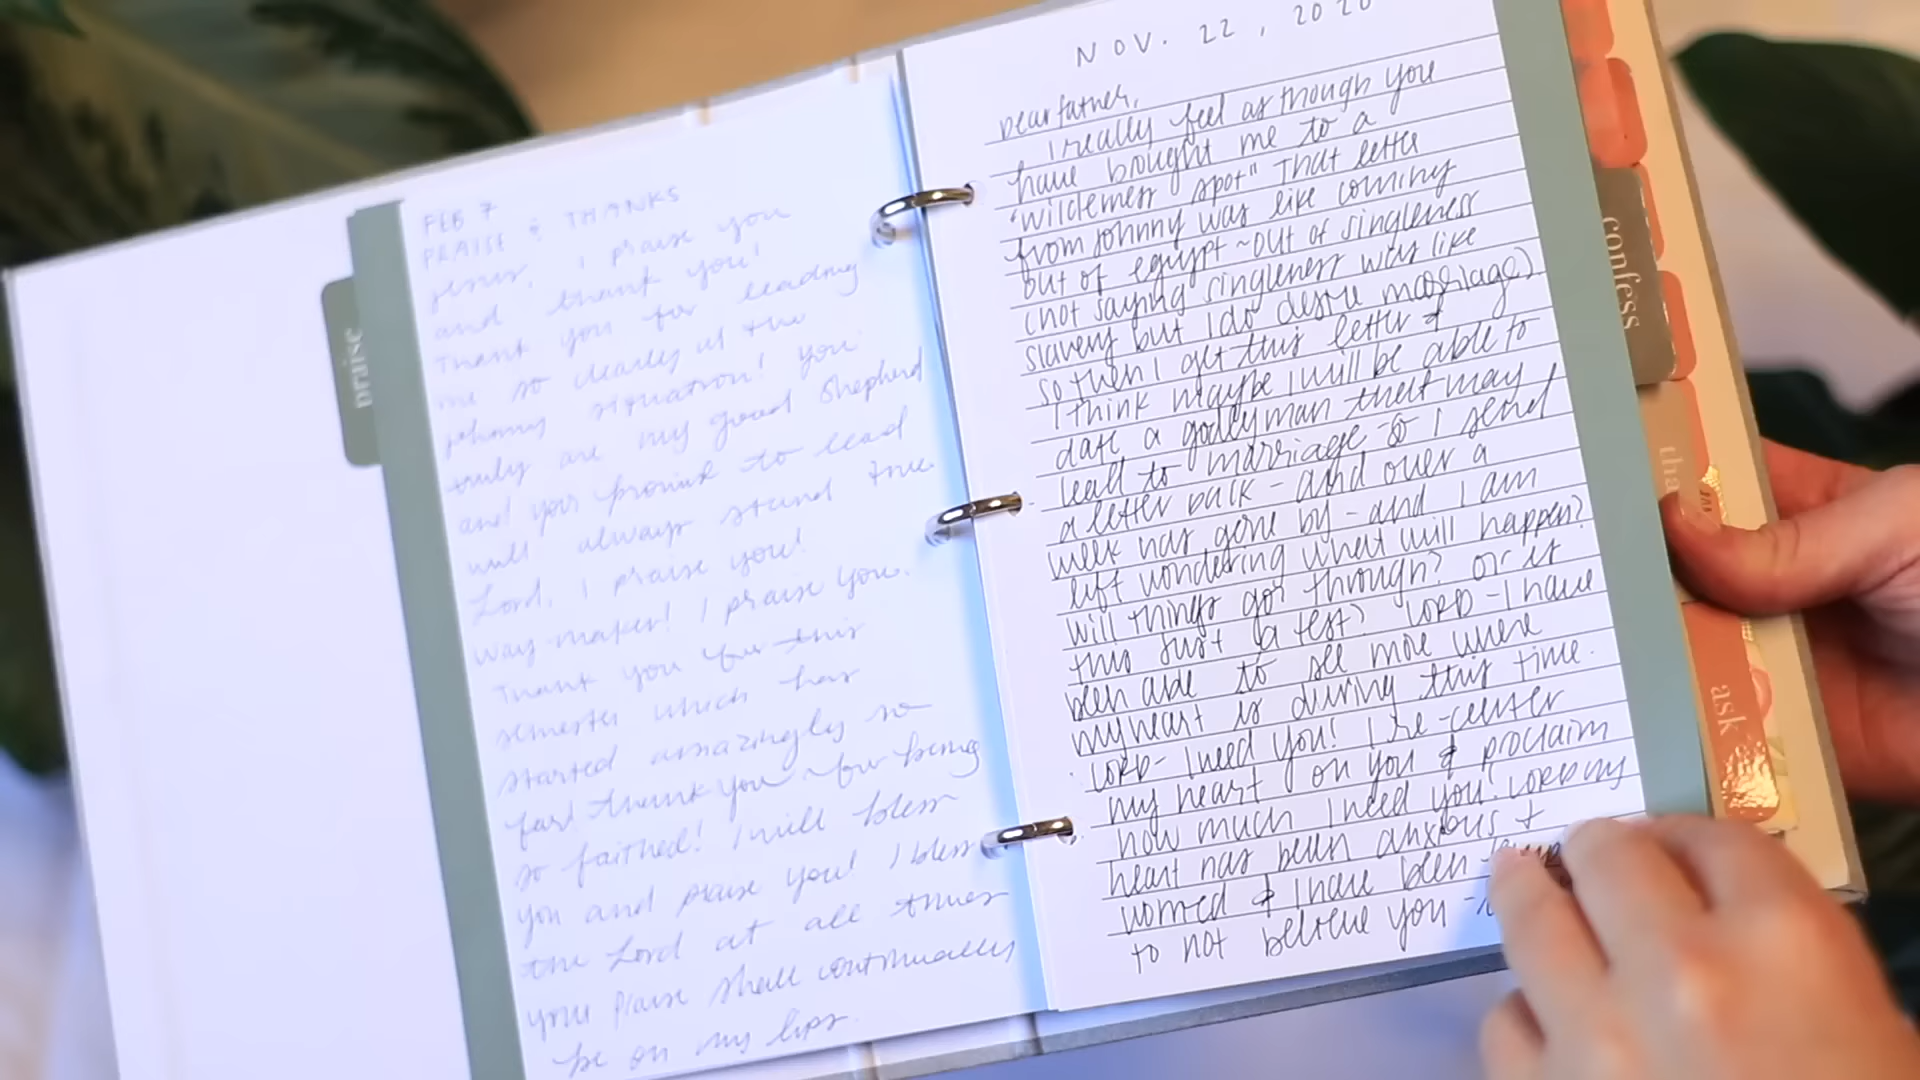 praise
FEB 7
PRAISE & THANKS
Jesus, I praise you
and thank you!
Thank you for leading
me so clearly w/ the
johnny situation! You
truly are my good Shepherd
and your promise to lead
will always stand true.
Lord, I praise you!
Way-maker! I praise you.
Thank you for this
semester which has
started amazingly so
far! Thank you for being
so faithed! I will bless
you and praise you! I bless
the Lord at all times
your praise shall continually
be on my lips.
NOV. 22, 2020
Dear father,
I really feel as though you
have brought me to a
"wilderness spot" That letter
from Johnny was like coming
out of egypt ~ out of singleness
(not saying singleness was like
slavery but I do desire marriage)
so then I get this letter &
I think maybe I will be able to
date a godly man that may
lead to marriage - so I send
a letter back - and over a
week has gone by - and I am
left wondering what will happen?
will things go through? or is
this just a test? LORD - I have
been able to see more where
my heart is during this time.
LORD - I need you! I re-center
my heart on you & proclaim
how much I need you! LORD my
heart has been anxious &
worried & I have been
to not believe you -
confess
tha
ask